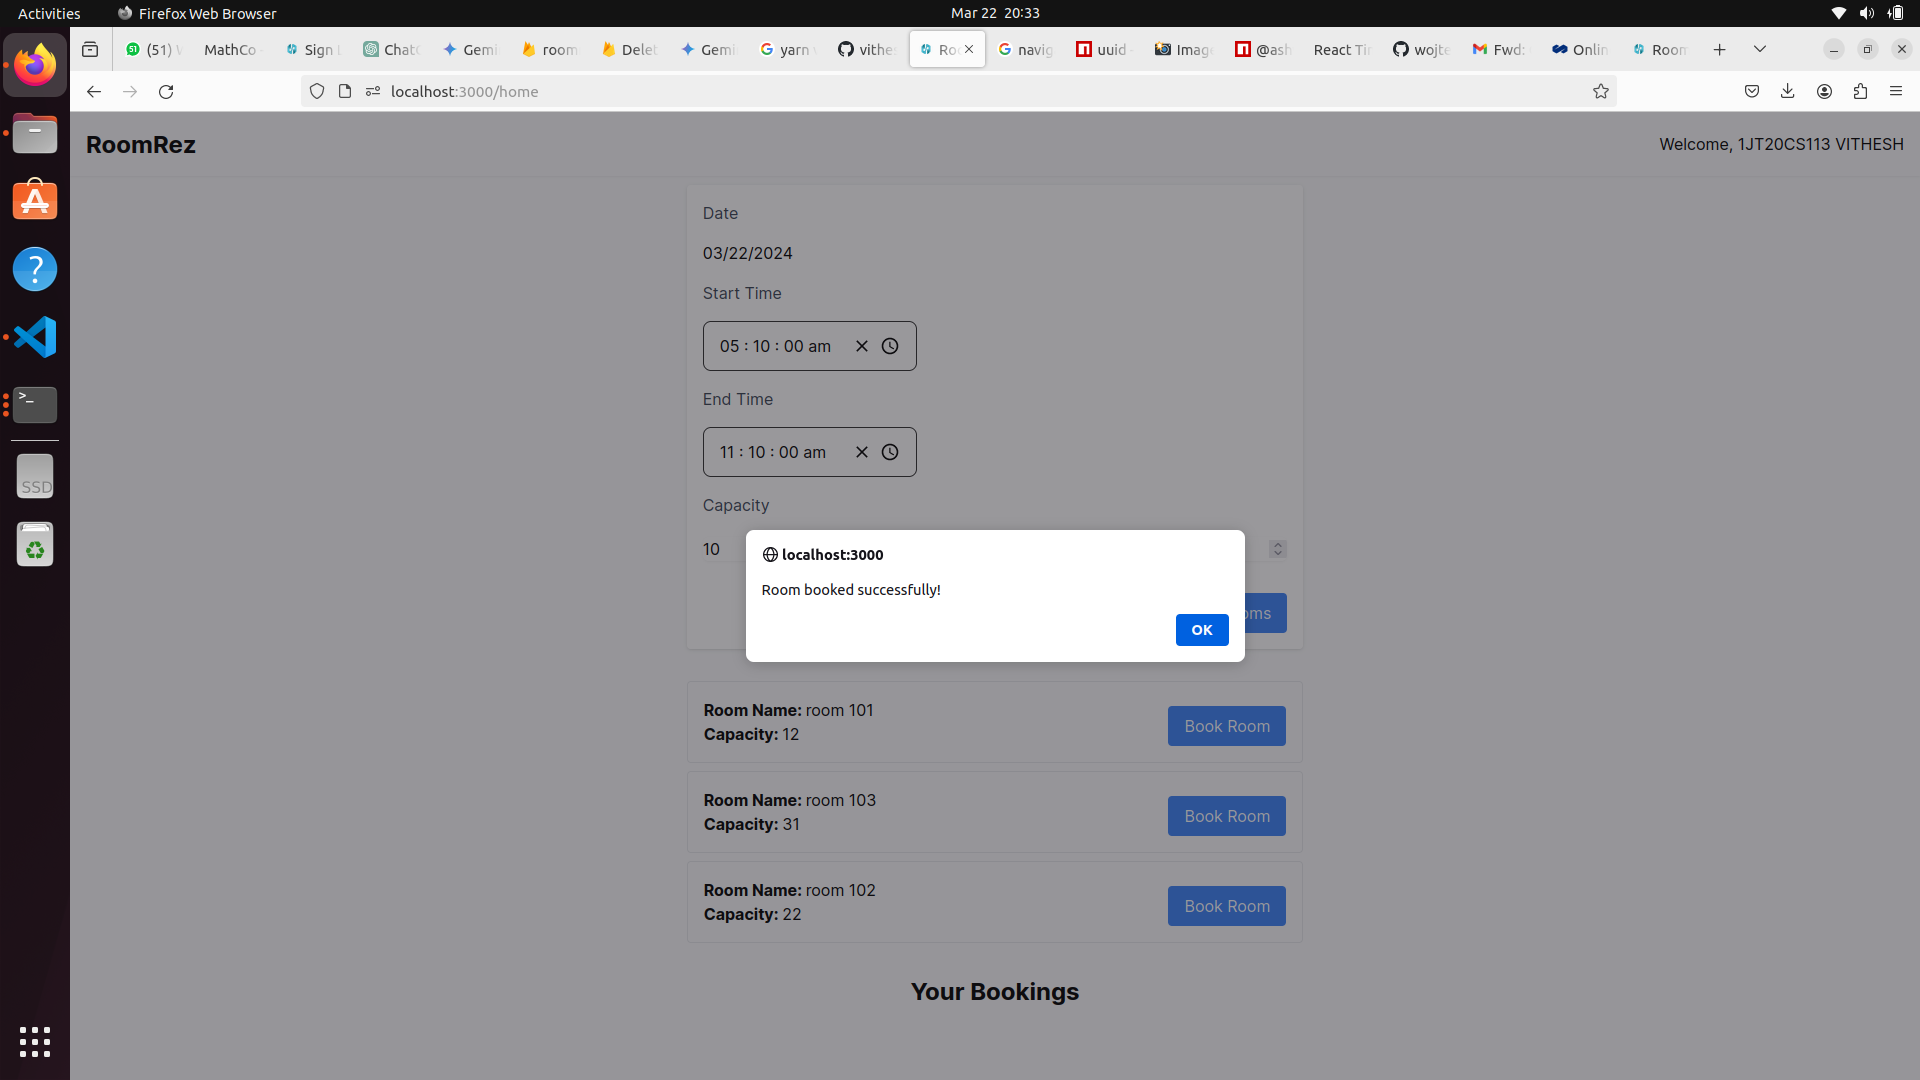 Activities
Firefox Web Browser
Mar 22 20:33
(51)
MathCo
Sign
Chat
Gemi
room
Delet
Gemi
yarn
vithe
Roo
navig
uuid
Imag
@ash
React Ti
wojte
Fwd:
Onlin
Room
localhost:3000/home
RoomRez
Welcome, 1JT20CS113 VITHESH
Date
03/22/2024
Start Time
05 : 10 : 00 am
End Time
11 : 10 : 00 am
Capacity
10
localhost:3000
Room booked successfully!
OK
oms
Room Name: room 101
Capacity: 12
Book Room
Room Name: room 103
Capacity: 31
Book Room
Room Name: room 102
Capacity: 22
Book Room
Your Bookings
SSD